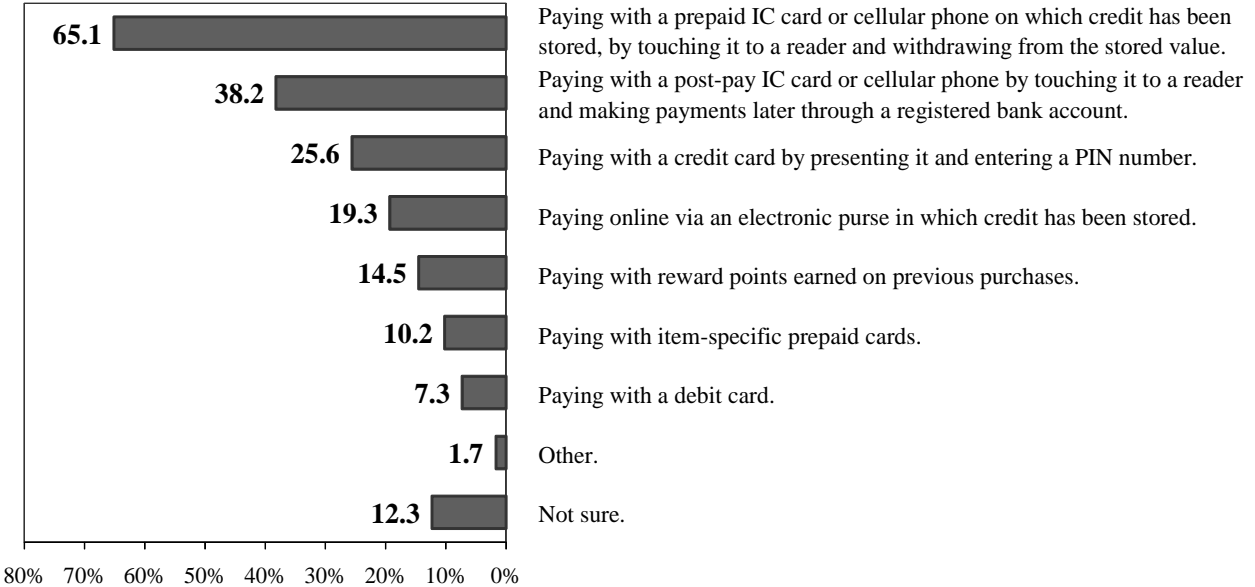 65.1
Paying with a prepaid IC card or cellular phone on which credit has been
stored, by touching it to a reader and withdrawing from the stored value.
38.2
Paying with a post-pay IC card or cellular phone by touching it to a reader
and making payments later through a registered bank account.
25.6
Paying with a credit card by presenting it and entering a PIN number.
19.3
Paying online via an electronic purse in which credit has been stored.
14.5
Paying with reward points earned on previous purchases.
10.2
Paying with item-specific prepaid cards.
7.3
Paying with a debit card.
1.7
Other.
12.3
Not sure.
80% 70% 60% 50% 40% 30% 20% 10% 0%